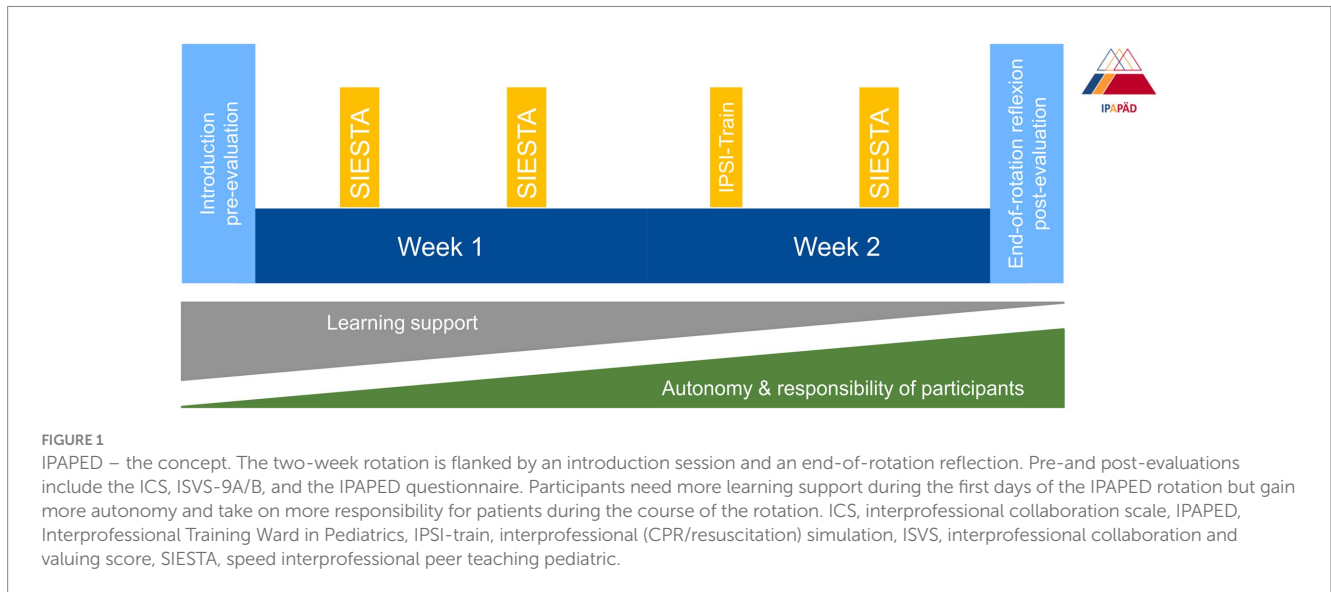 Introduction
pre-evaluation
SIESTA
SIESTA
IPSI-Train
SIESTA
End-of-rotation reflexion
post-evaluation
IPAPÄD
Week 1
Week 2
Learning support
Autonomy & responsibility of participants
FIGURE 1
IPAPED – the concept. The two-week rotation is flanked by an introduction session and an end-of-rotation reflection. Pre-and post-evaluations
include the ICS, ISVS-9A/B, and the IPAPED questionnaire. Participants need more learning support during the first days of the IPAPED rotation but gain
more autonomy and take on more responsibility for patients during the course of the rotation. ICS, interprofessional collaboration scale, IPAPED,
Interprofessional Training Ward in Pediatrics, IPSI-train, interprofessional (CPR/resuscitation) simulation, ISVS, interprofessional collaboration and
valuing score, SIESTA, speed interprofessional peer teaching pediatric.